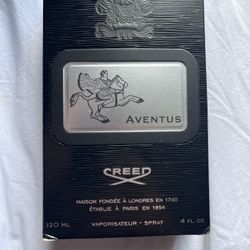 AVENTUS
CREED
MAISON FONDÉE À LONDRES EN 1760
ÉTABLIE À PARIS EN 1854
120 ML
VAPORISATEUR - SPRAY
4 FL. OZ.